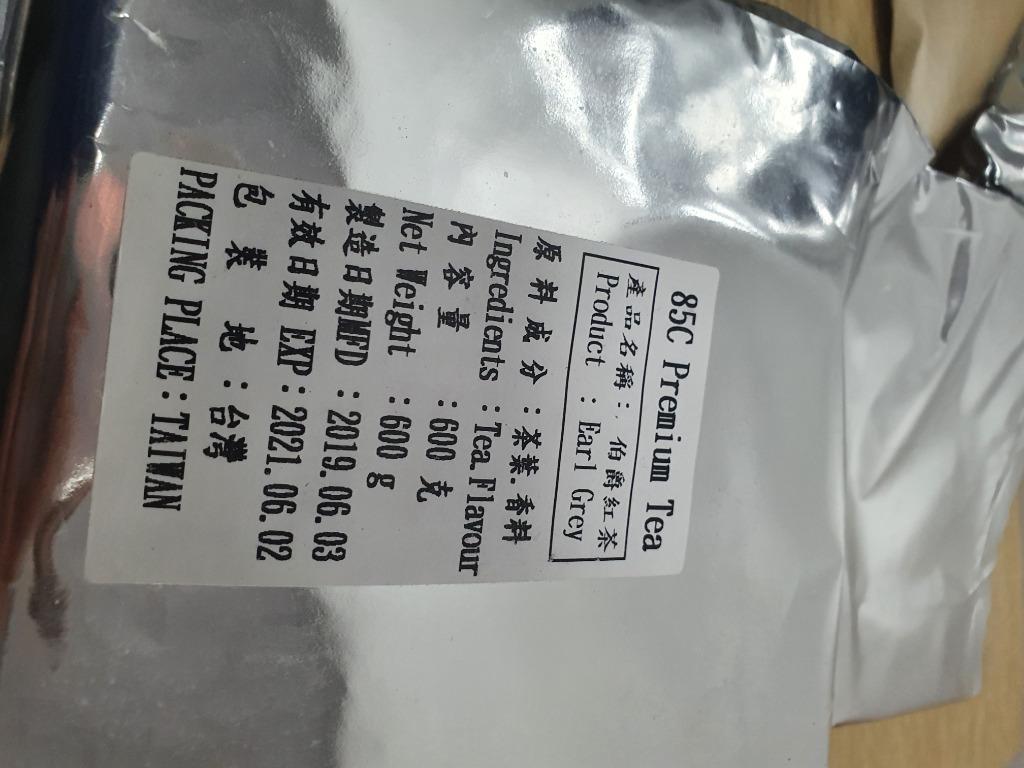 85C Premium Tea
產品名稱：伯爵紅茶
Product : Earl Grey
原料成分：茶葉.香料
Ingredients : Tea.Flavour
內容量 : 600 克
Net Weight : 600 g
製造日期MFD : 2019.06.03
有效日期 EXP : 2021.06.02
包裝地：台灣
PACKING PLACE : TAIWAN